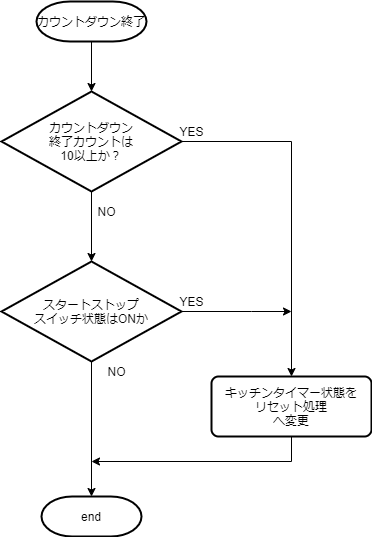 カウントダウン終了
カウントダウン
終了カウントは
10以上か？
YES
NO
スタートストップ
スイッチ状態はONか
YES
NO
キッチンタイマー状態を
リセット処理
へ変更
end